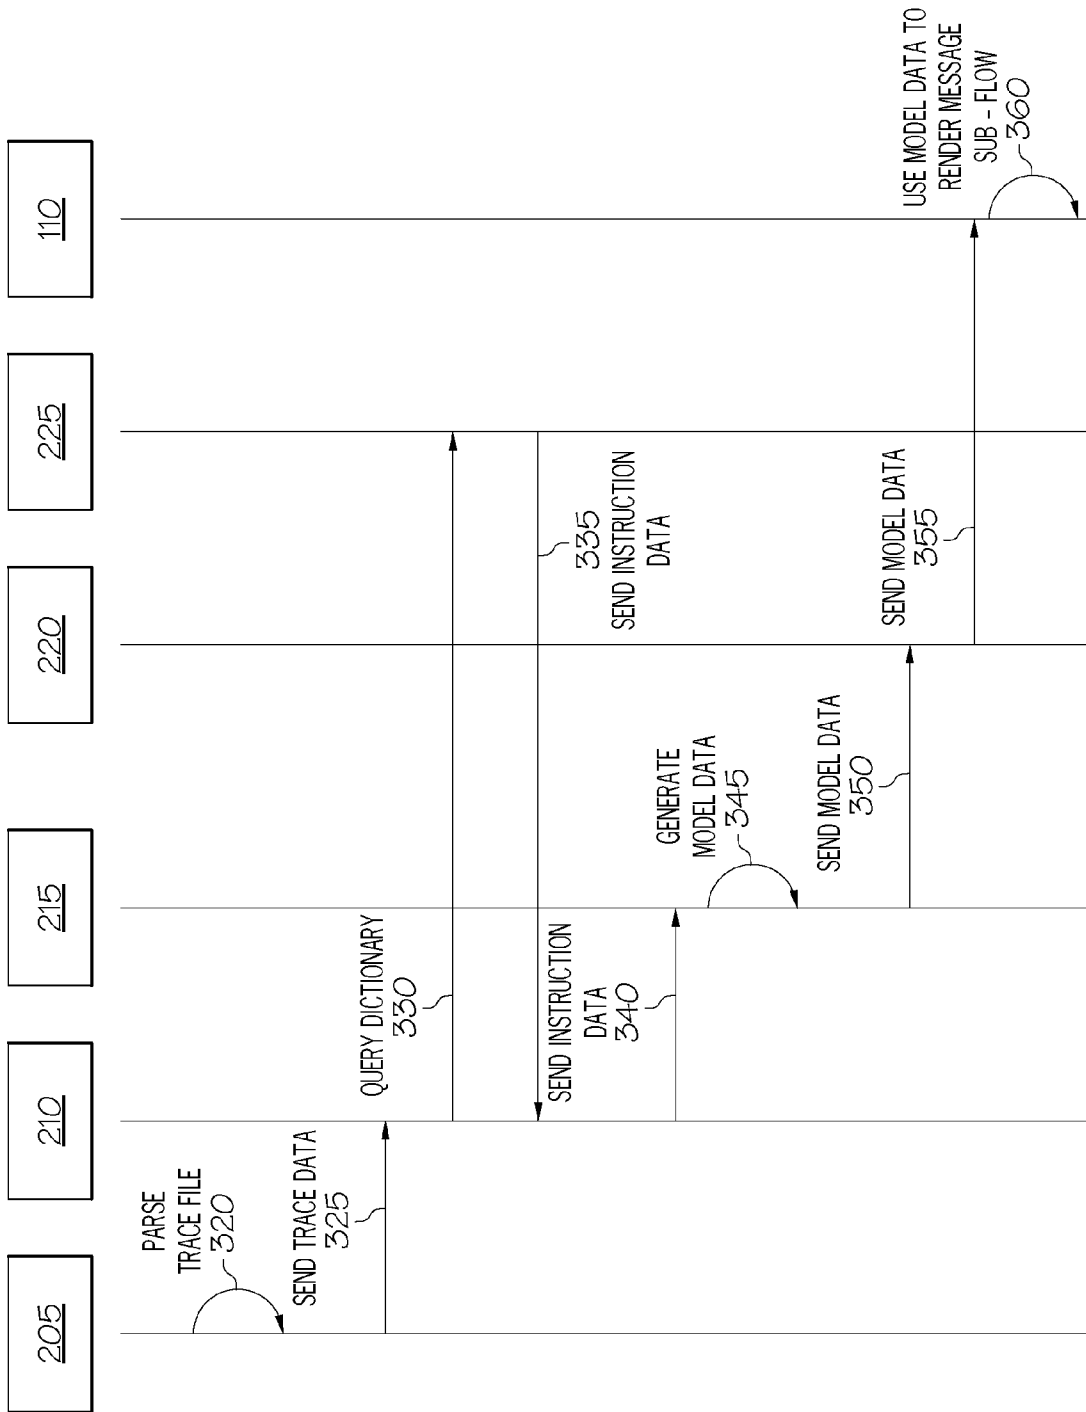 205
210
215
220
225
110
PARSE
TRACE FILE
320
SEND TRACE DATA
325
QUERY DICTIONARY
330
335
SEND INSTRUCTION
DATA
SEND INSTRUCTION
DATA
340
GENERATE
MODEL DATA
345
SEND MODEL DATA
350
SEND MODEL DATA
355
USE MODEL DATA TO
RENDER MESSAGE
SUB - FLOW
360